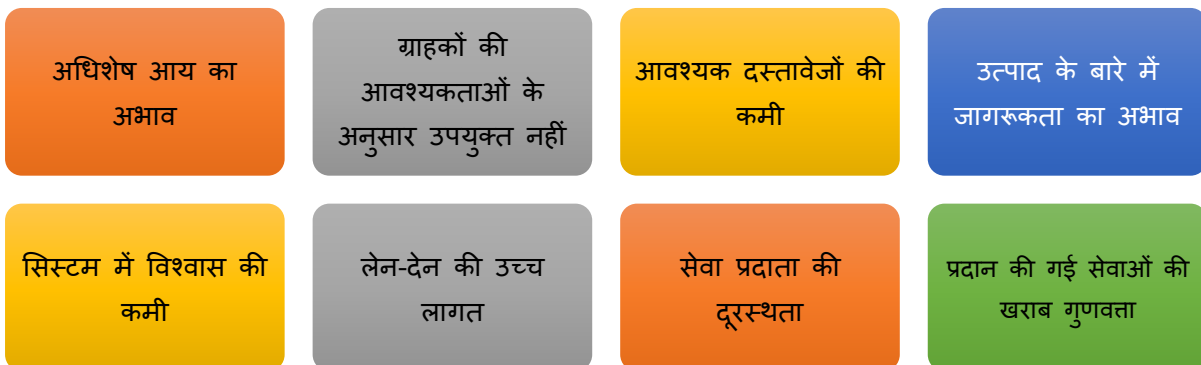 अधिशेष आय का
अभाव
ग्राहकों की
आवश्यकताओं के
अनुसार उपयुक्त नहीं
आवश्यक दस्तावेजों की
कमी
उत्पाद के बारे में
जागरूकता का अभाव
सिस्टम में विश्वास की
कमी
लेन-देन की उच्च
लागत
सेवा प्रदाता की
दूरस्थता
प्रदान की गई सेवाओं की
खराब गुणवत्ता